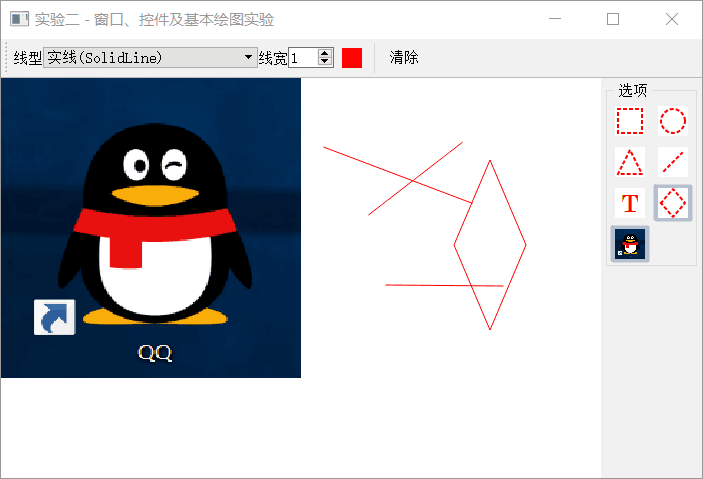 实验二 - 窗口、控件及基本绘图实验
线型 实线(SolidLine) 线宽 1 清除
选项
T
QQ